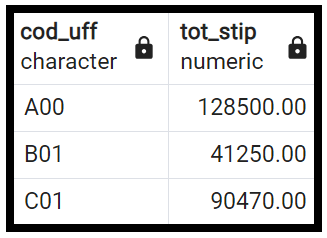 cod_uff tot_stip
character numeric
A00 128500.00
B01 41250.00
C01 90470.00